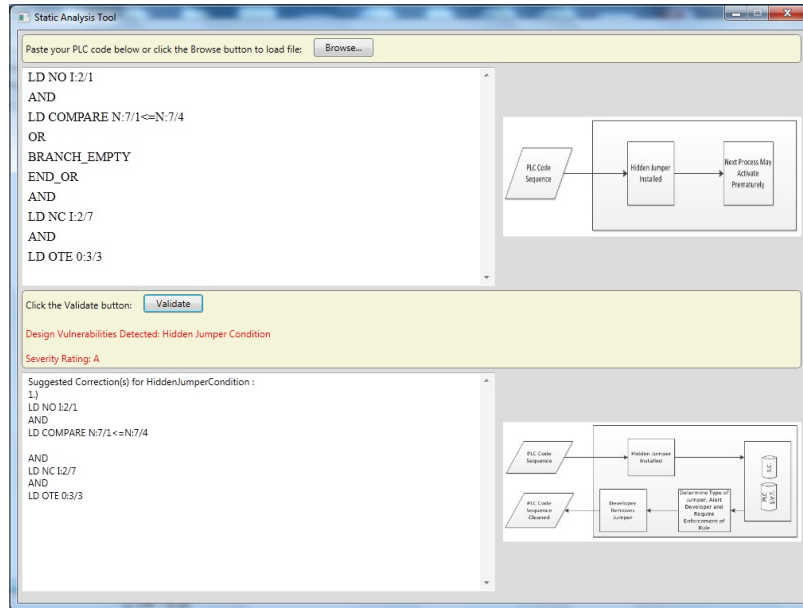 Static Analysis Tool
Paste your PLC code below or click the Browse button to load file:
Browse...
LD NO I:2/1
AND
LD COMPARE N:7/1<=N:7/4
OR
BRANCH_EMPTY
END_OR
AND
LD NC I:2/7
AND
LD OTE 0:3/3
PLC Code
Sequence
Hidden Jumper
Installed
Next Process May
Activate
Prematurely
Click the Validate button:
Validate
Design Vulnerabilities Detected: Hidden Jumper Condition
Severity Rating: A
Suggested Correction(s) for HiddenJumperCondition :
1.)
LD NO I:2/1
AND
LD COMPARE N:7/1<=N:7/4
AND
LD NC I:2/7
AND
LD OTE 0:3/3
PLC Code
Sequence
Hidden Jumper
Installed
S.C.
PLC
S.V.T.
PLC Code
Sequence
Cleaned
Developer
Removes
Jumper
Determine Type of
Jumper, Alert
Developer and
Require
Enforcement of
Rule